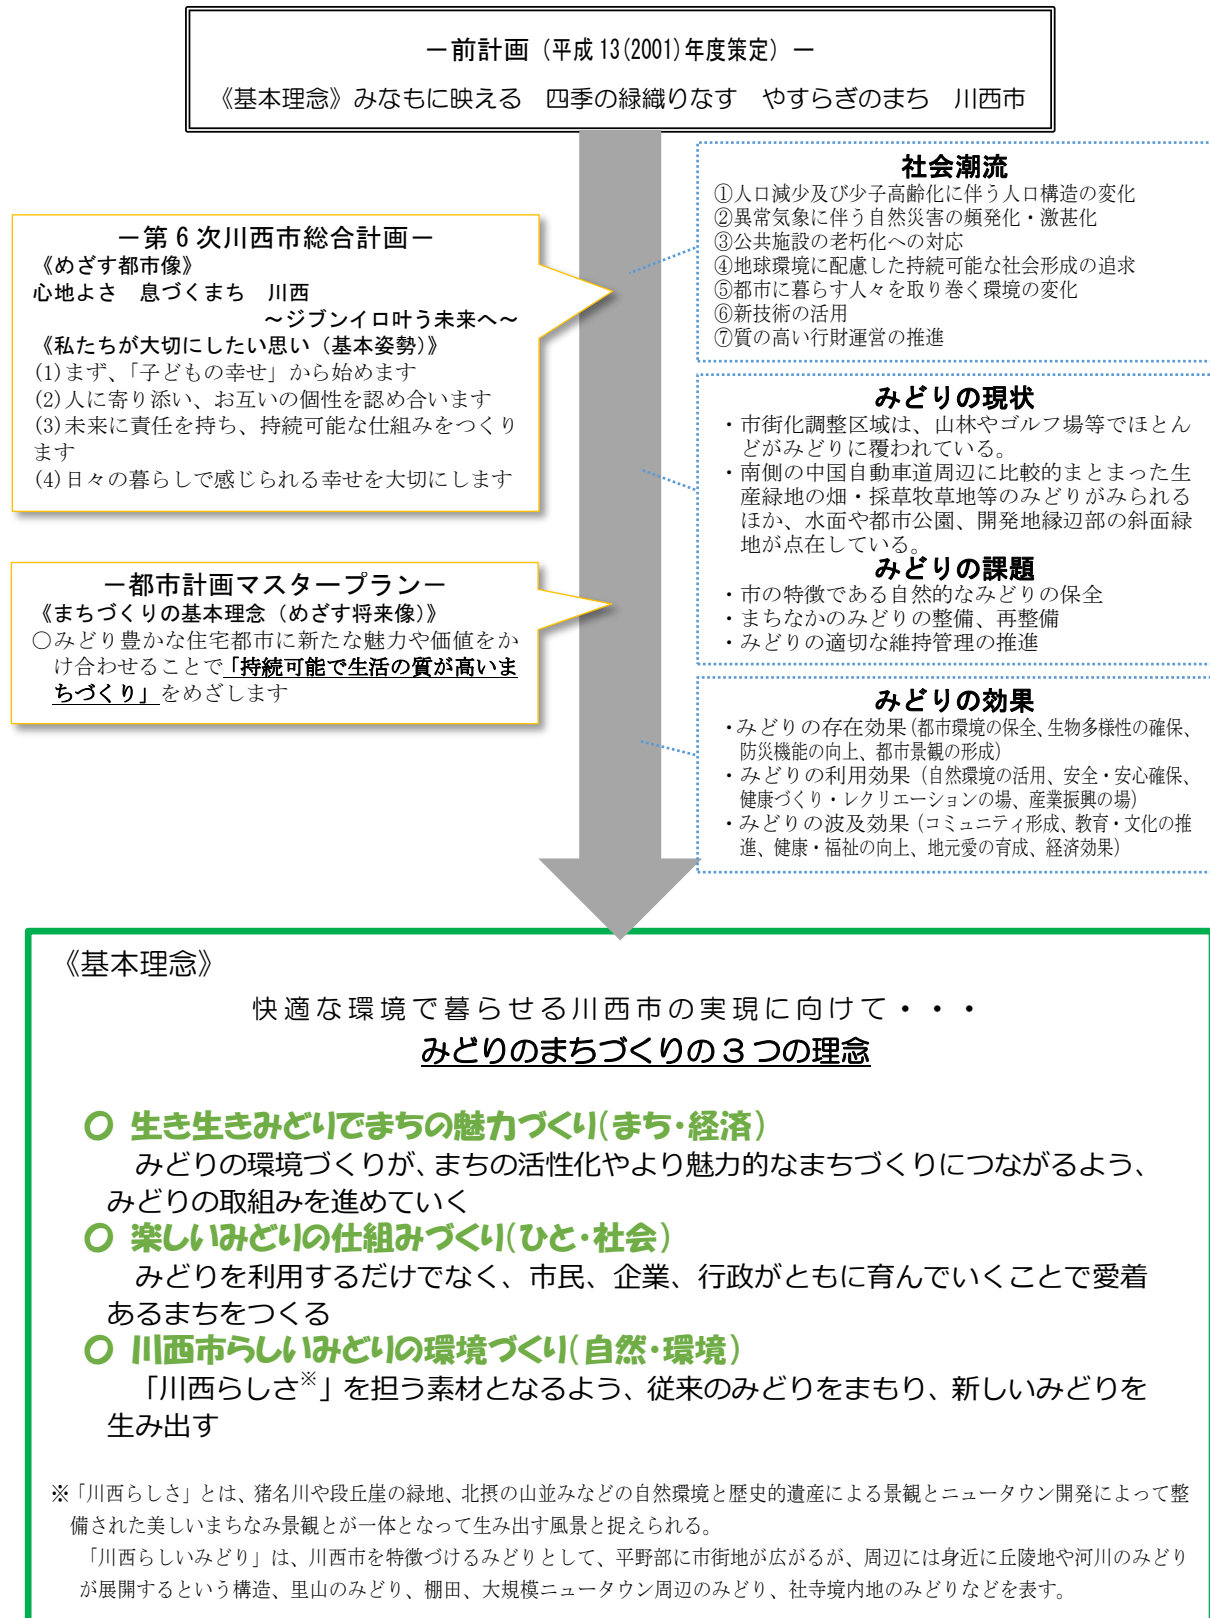 －前計画（平成 13(2001)年度策定）－
《基本理念》みなもに映える　四季の緑織りなす　やすらぎのまち　川西市
社会潮流
①人口減少及び少子高齢化に伴う人口構造の変化
②異常気象に伴う自然災害の頻発化・激甚化
③公共施設の老朽化への対応
④地球環境に配慮した持続可能な社会形成の追求
⑤都市に暮らす人々を取り巻く環境の変化
⑥新技術の活用
⑦質の高い行財運営の推進
－第６次川西市総合計画－
《めざす都市像》
心地よさ　息づくまち　川西
～ジブンイロ叶う未来へ～
《私たちが大切にしたい思い（基本姿勢）》
(1)まず、「子どもの幸せ」から始めます
(2)人に寄り添い、お互いの個性を認め合います
(3)未来に責任を持ち、持続可能な仕組みをつくり
ます
(4)日々の暮らしで感じられる幸せを大切にします
みどりの現状
・市街化調整区域は、山林やゴルフ場等でほとん
どがみどりに覆われている。
・南側の中国自動車道周辺に比較的まとまった生
産緑地の畑・採草牧草地等のみどりがみられる
ほか、水面や都市公園、開発地縁辺部の斜面緑
地が点在している。
みどりの課題
・市の特徴である自然的なみどりの保全
・まちなかのみどりの整備、再整備
・みどりの適切な維持管理の推進
－都市計画マスタープラン－
《まちづくりの基本理念（めざす将来像）》
○みどり豊かな住宅都市に新たな魅力や価値をか
け合わせることで「持続可能で生活の質が高いま
ちづくり」をめざします
みどりの効果
・みどりの存在効果（都市環境の保全、生物多様性の確保、
防災機能の向上、都市景観の形成）
・みどりの利用効果（自然環境の活用、安全・安心確保、
健康づくり・レクリエーションの場、産業振興の場）
・みどりの波及効果（コミュニティ形成、教育・文化の推
進、健康・福祉の向上、地元愛の育成、経済効果）
《基本理念》
快適な環境で暮らせる川西市の実現に向けて・・・
みどりのまちづくりの３つの理念
○ 生き生きみどりでまちの魅力づくり(まち・経済)
みどりの環境づくりが、まちの活性化やより魅力的なまちづくりにつながるよう、
みどりの取組みを進めていく
○ 楽しいみどりの仕組みづくり(ひと・社会)
みどりを利用するだけでなく、市民、企業、行政がともに育んでいくことで愛着
あるまちをつくる
○ 川西市らしいみどりの環境づくり(自然・環境)
「川西らしさ※」を担う素材となるよう、従来のみどりをまもり、新しいみどりを
生み出す
※「川西らしさ」とは、猪名川や段丘崖の緑地、北摂の山並みなどの自然環境と歴史的遺産による景観とニュータウン開発によって整
備された美しいまちなみ景観とが一体となって生み出す風景と捉えられる。
「川西らしいみどり」は、川西市を特徴づけるみどりとして、平野部に市街地が広がるが、周辺には身近に丘陵地や河川のみどり
が展開するという構造、里山のみどり、棚田、大規模ニュータウン周辺のみどり、社寺境内地のみどりなどを表す。